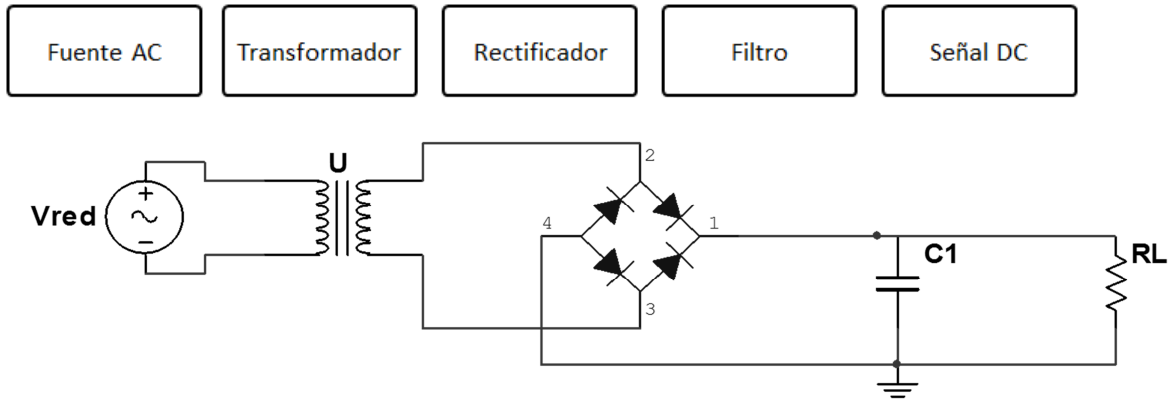 Fuente AC
Transformador
Rectificador
Filtro
Señal DC
U
2
Vred
4
1
C1
RL
3